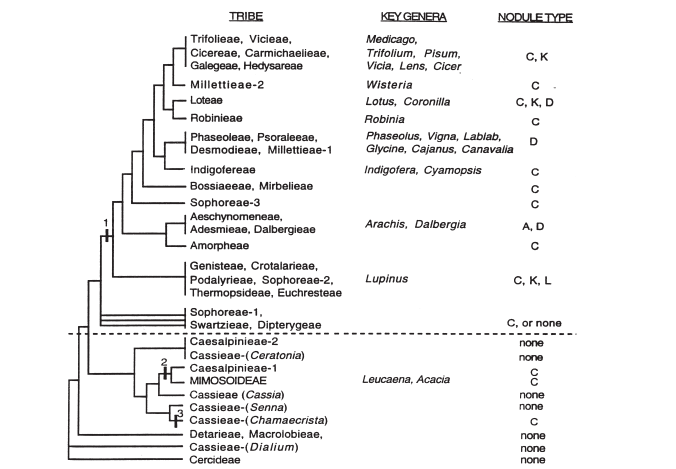 TRIBE KEY GENERA NODULE TYPE
Trifolieae, Vicieae, Medicago,
Cicereae, Carmichaelieae, Trifolium, Pisum, C, K
Galegeae, Hedysareae Vicia, Lens, Cicer
Millettieae-2 Wisteria C
Loteae Lotus, Coronilla C, K, D
Robinieae Robinia C
Phaseoleae, Psoraleeae, Phaseolus, Vigna, Lablab, D
Desmodieae, Millettieae-1 Glycine, Cajanus, Canavalia
Indigofereae Indigofera, Cyamopsis C
Bossiaeeae, Mirbelieae C
Sophoreae-3 C
1
Aeschynomeneae,
Adesmieae, Dalbergieae Arachis, Dalbergia A, D
Amorpheae C
Genisteae, Crotalarieae,
Podalyrieae, Sophoreae-2, Lupinus C, K, L
Thermopsideae, Euchresteae
Sophoreae-1,
Swartzieae, Dipterygeae C, or none
Caesalpinieae-2 none
Cassieae-(Ceratonia) none
2
Caesalpinieae-1 C
MIMOSOIDEAE Leucaena, Acacia C
Cassieae (Cassia) none
Cassieae-(Senna) none
3
Cassieae-(Chamaecrista) C
Detarieae, Macrolobieae, none
Cassieae-(Dialium) none
Cercideae none